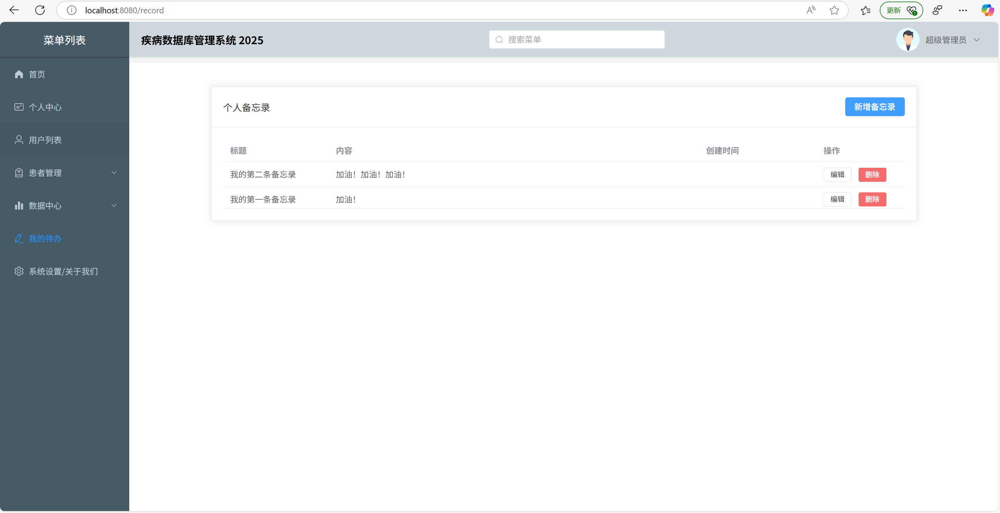 localhost:8080/record
更新
菜单列表
疾病数据库管理系统 2025
搜索菜单
超级管理员
首页
个人中心
用户列表
患者管理
数据中心
我的待办
系统设置/关于我们
个人备忘录
新增备忘录
标题 内容 创建时间 操作
我的第二条备忘录 加油！加油！加油！ 编辑 删除
我的第一条备忘录 加油！ 编辑 删除